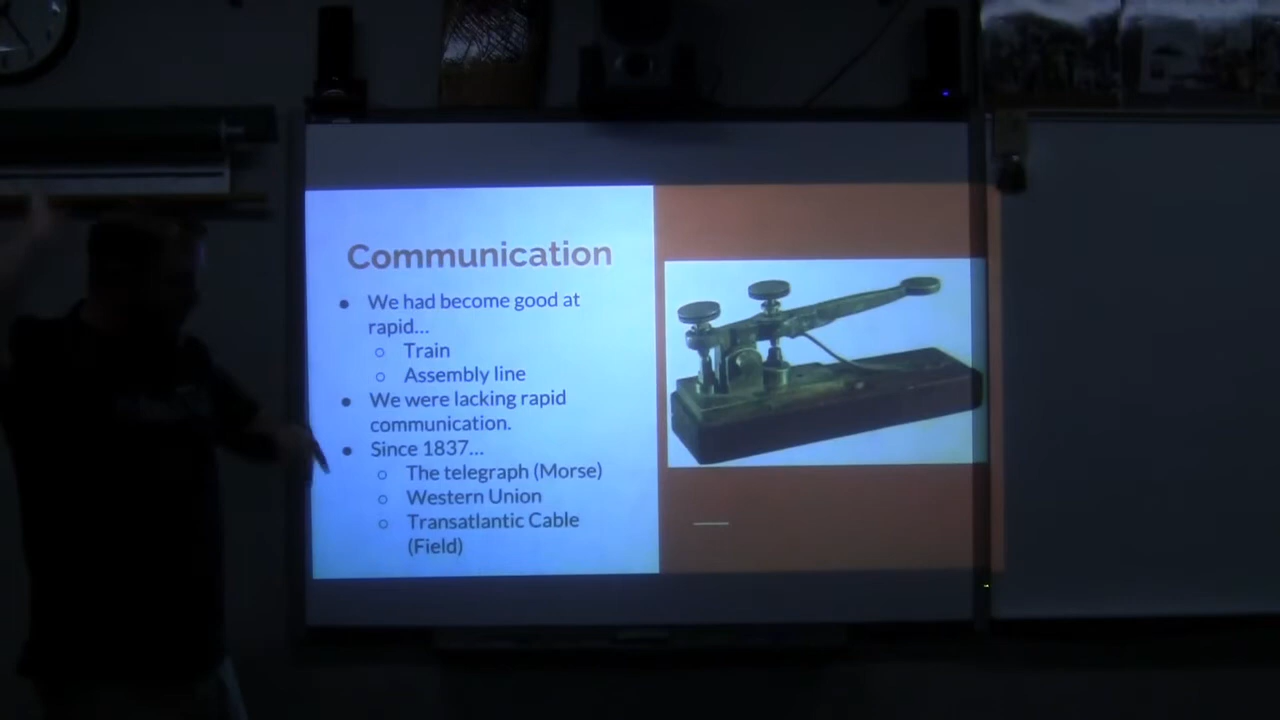 Communication
● We had become good at
rapid...
○ Train
○ Assembly line
● We were lacking rapid
communication.
● Since 1837...
○ The telegraph (Morse)
○ Western Union
○ Transatlantic Cable
(Field)